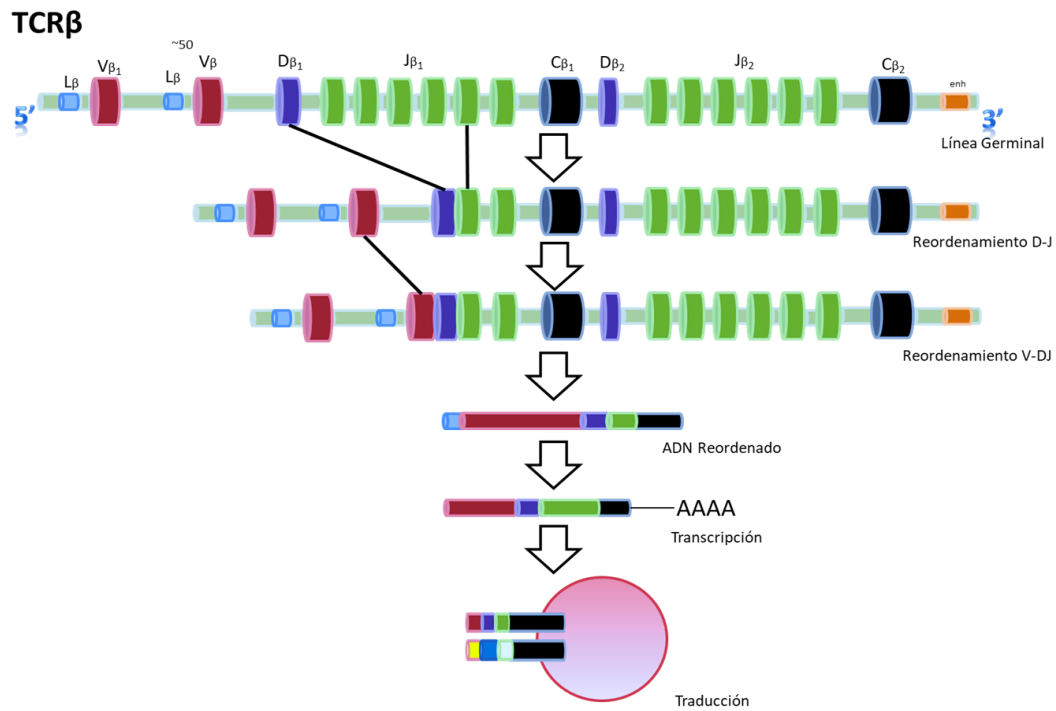 TCRβ
~50
Lβ Vβ1 Lβ Vβ Dβ1 Jβ1 Cβ1 Dβ2 Jβ2 Cβ2 enh
5’ 3’
Línea Germinal
Reordenamiento D-J
Reordenamiento V-DJ
ADN Reordenado
AAAA
Transcripción
Traducción